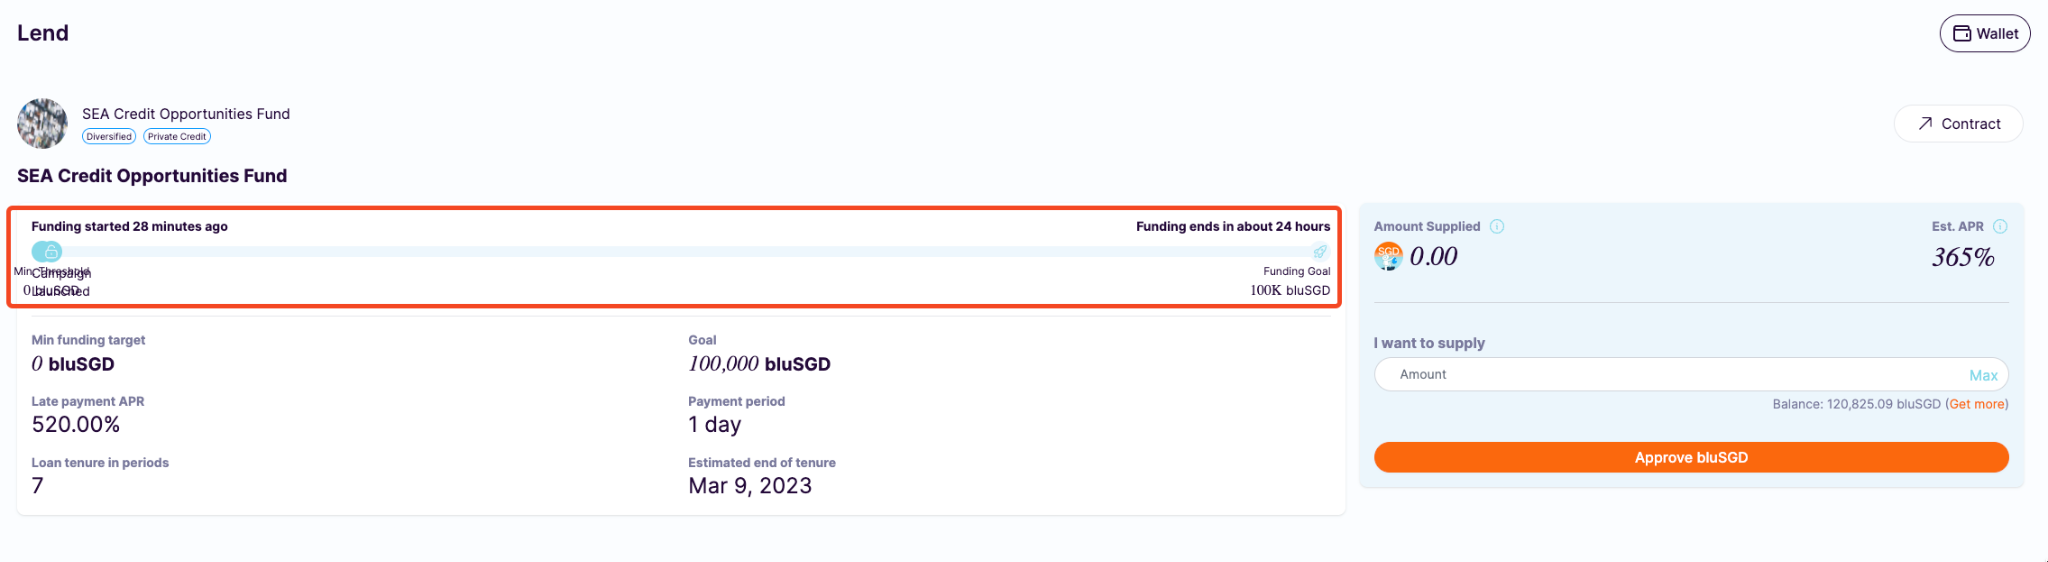 Lend
Wallet
SEA Credit Opportunities Fund
Diversified Private Credit
Contract
SEA Credit Opportunities Fund
Funding started 28 minutes ago
Funding ends in about 24 hours
Min. Threshold
Campaign
0 bluSGD
Launched
Funding Goal
100K bluSGD
Min funding target
0 bluSGD
Goal
100,000 bluSGD
Late payment APR
520.00%
Payment period
1 day
Loan tenure in periods
7
Estimated end of tenure
Mar 9, 2023
Amount Supplied
SGD
0.00
Est. APR
365%
I want to supply
Amount
Max
Balance: 120,825.09 bluSGD (Get more)
Approve bluSGD